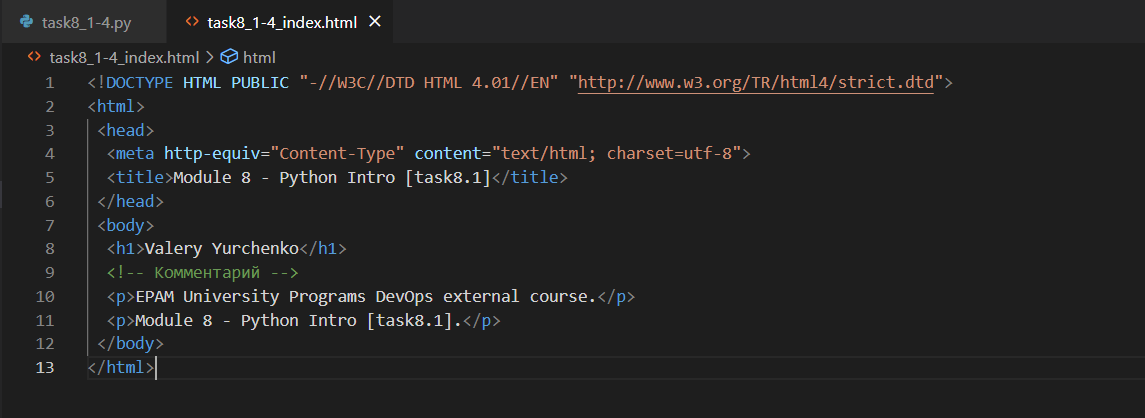 task8_1-4.py task8_1-4_index.html
task8_1-4_index.html > html
1 <!DOCTYPE HTML PUBLIC "-//W3C//DTD HTML 4.01//EN" "http://www.w3.org/TR/html4/strict.dtd">
2 <html>
3 <head>
4 <meta http-equiv="Content-Type" content="text/html; charset=utf-8">
5 <title>Module 8 - Python Intro [task8.1]</title>
6 </head>
7 <body>
8 <h1>Valery Yurchenko</h1>
9 <!-- Комментарий -->
10 <p>EPAM University Programs DevOps external course.</p>
11 <p>Module 8 - Python Intro [task8.1].</p>
12 </body>
13 </html>